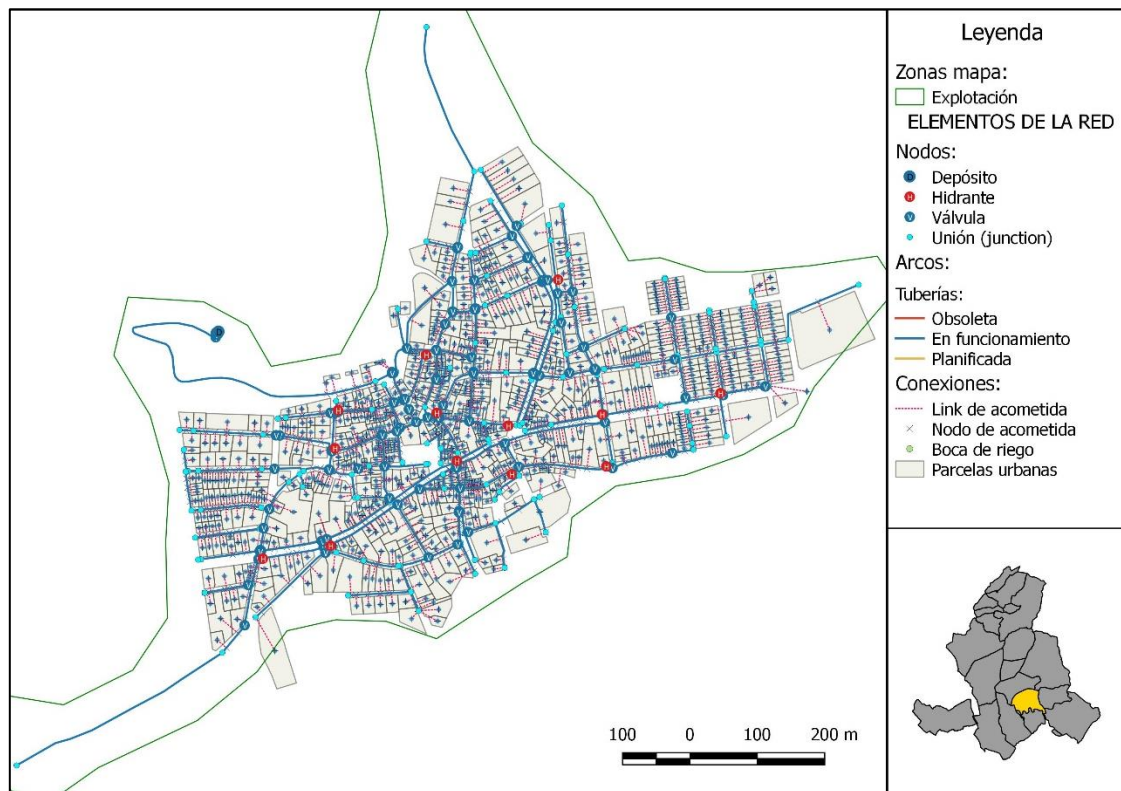 Leyenda
Zonas mapa:
Explotación
ELEMENTOS DE LA RED
Nodos:
D Depósito
H Hidrante
V Válvula
Unión (junction)
Arcos:
Tuberías:
Obsoleta
En funcionamiento
Planificada
Conexiones:
Link de acometida
Nodo de acometida
Boca de riego
Parcelas urbanas
100 0 100 200 m